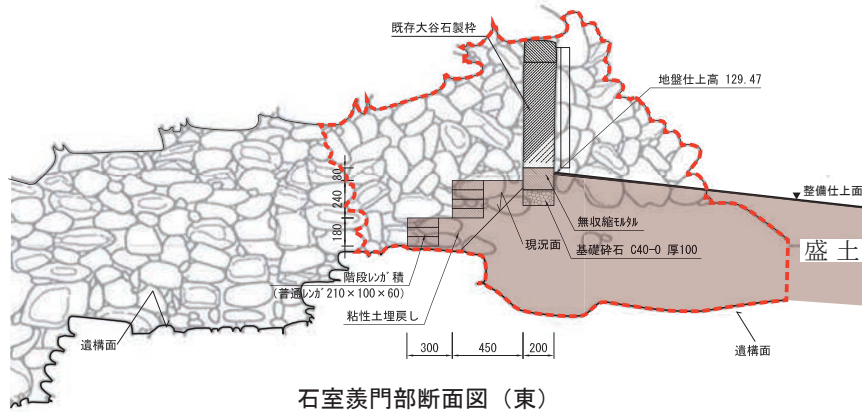 既存大谷石製枠
地盤仕上高 129.47
整備仕上面
80
240
180
無収縮ﾓﾙﾀﾙ
現況面
基礎砕石 C40-0 厚100
盛土
階段ﾚﾝｶﾞ積
(普通ﾚﾝｶﾞ210×100×60)
粘性土埋戻し
遺構面
300
450
200
遺構面
石室羨門部断面図（東）